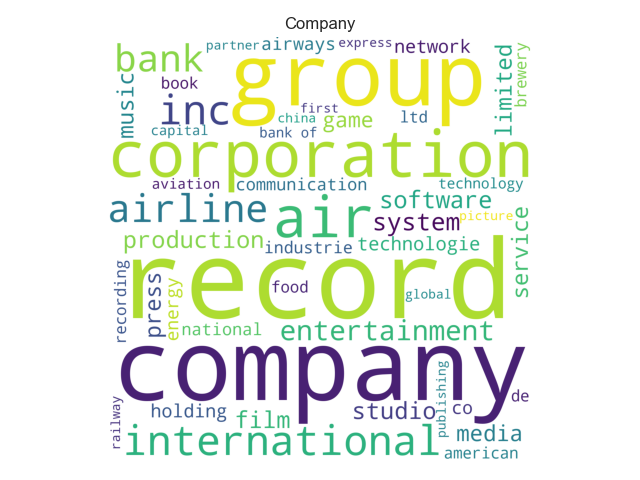 Company
partner airways express network
bank group
book
music inc limited brewery
first
china game ltd
capital bank of
corporation
aviation communication technology
airline air software
system picture
production industrie technologie service
recording press energy record food global
national entertainment
company
de
railway holding film studio co publishing media
international american